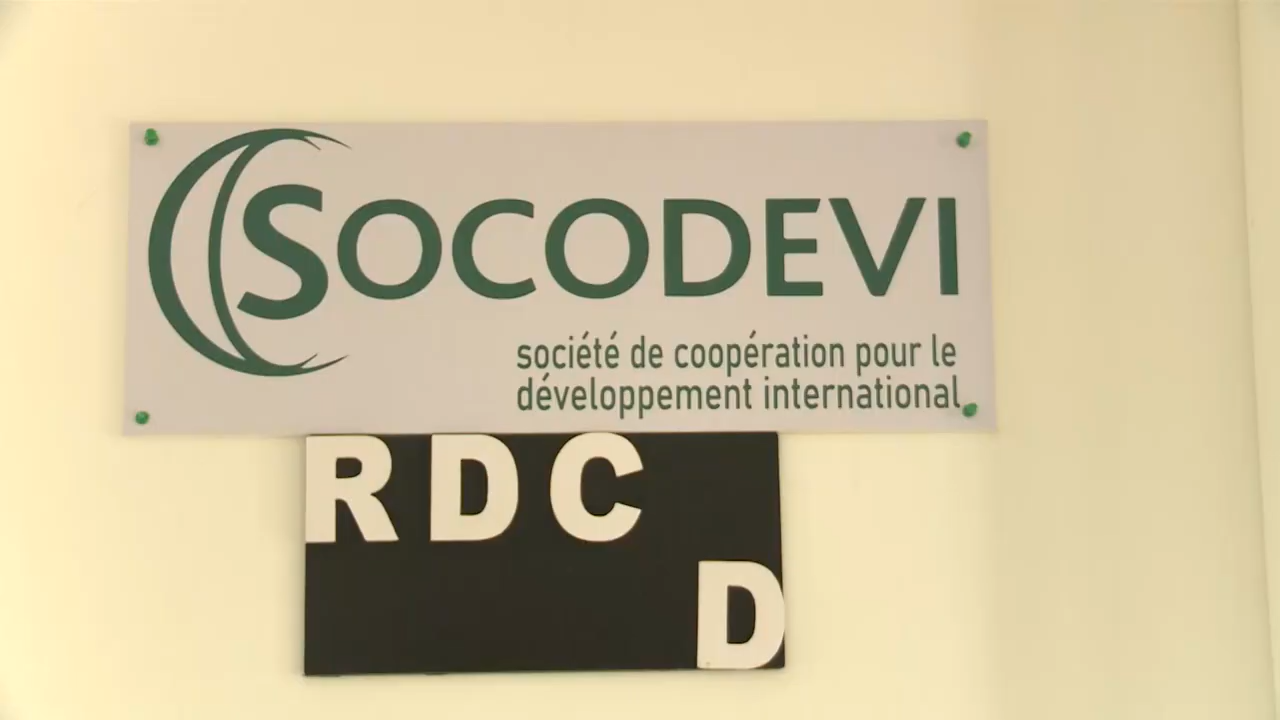 SOCODEVI
société de coopération pour le
développement international
RDC
D